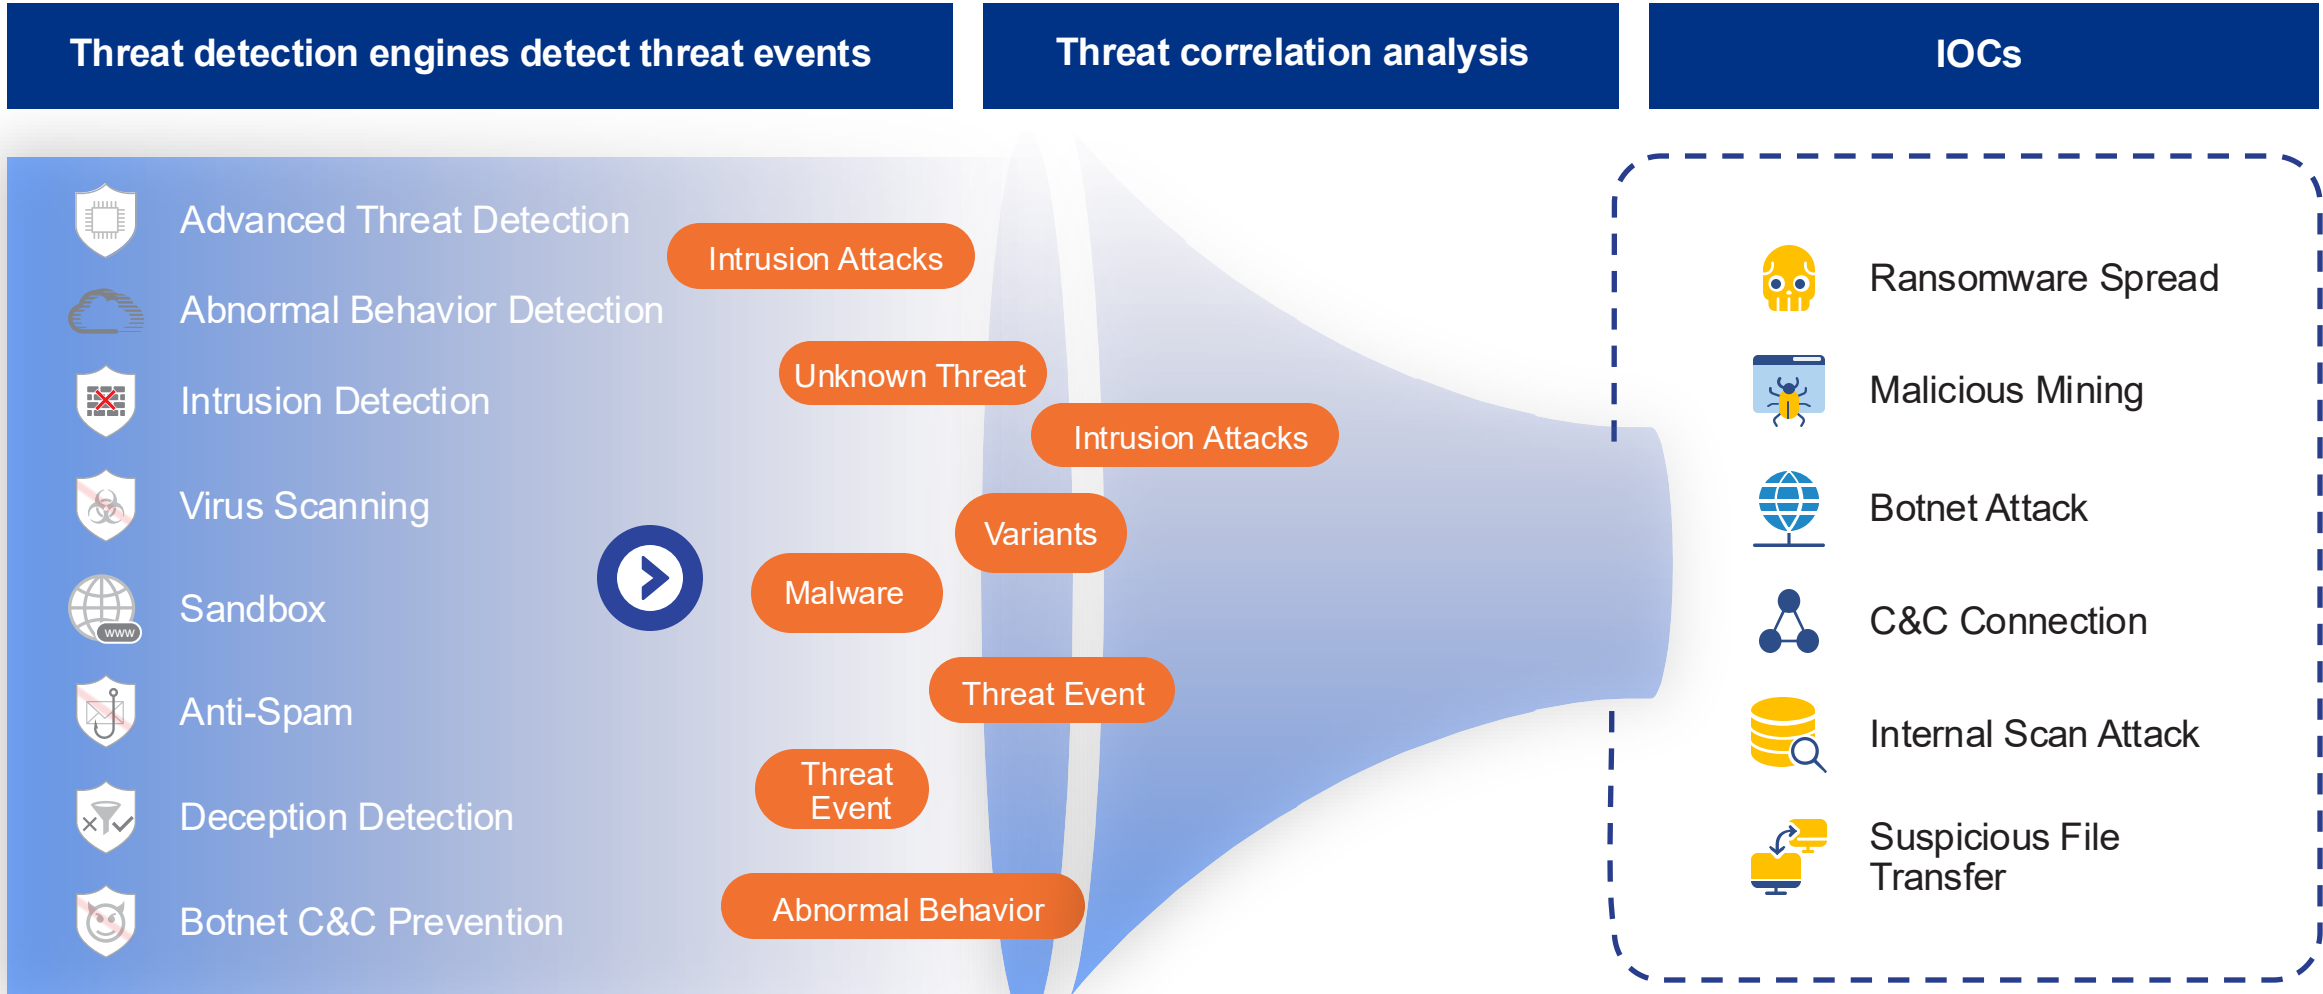 Threat detection engines detect threat events
Threat correlation analysis
IOCs
Advanced Threat Detection
Abnormal Behavior Detection
Intrusion Detection
Virus Scanning
www
Sandbox
Anti-Spam
Deception Detection
Botnet C&C Prevention
Intrusion Attacks
Unknown Threat
Intrusion Attacks
Variants
Malware
Threat Event
Threat
Event
Abnormal Behavior
Ransomware Spread
Malicious Mining
Botnet Attack
C&C Connection
Internal Scan Attack
Suspicious File
Transfer